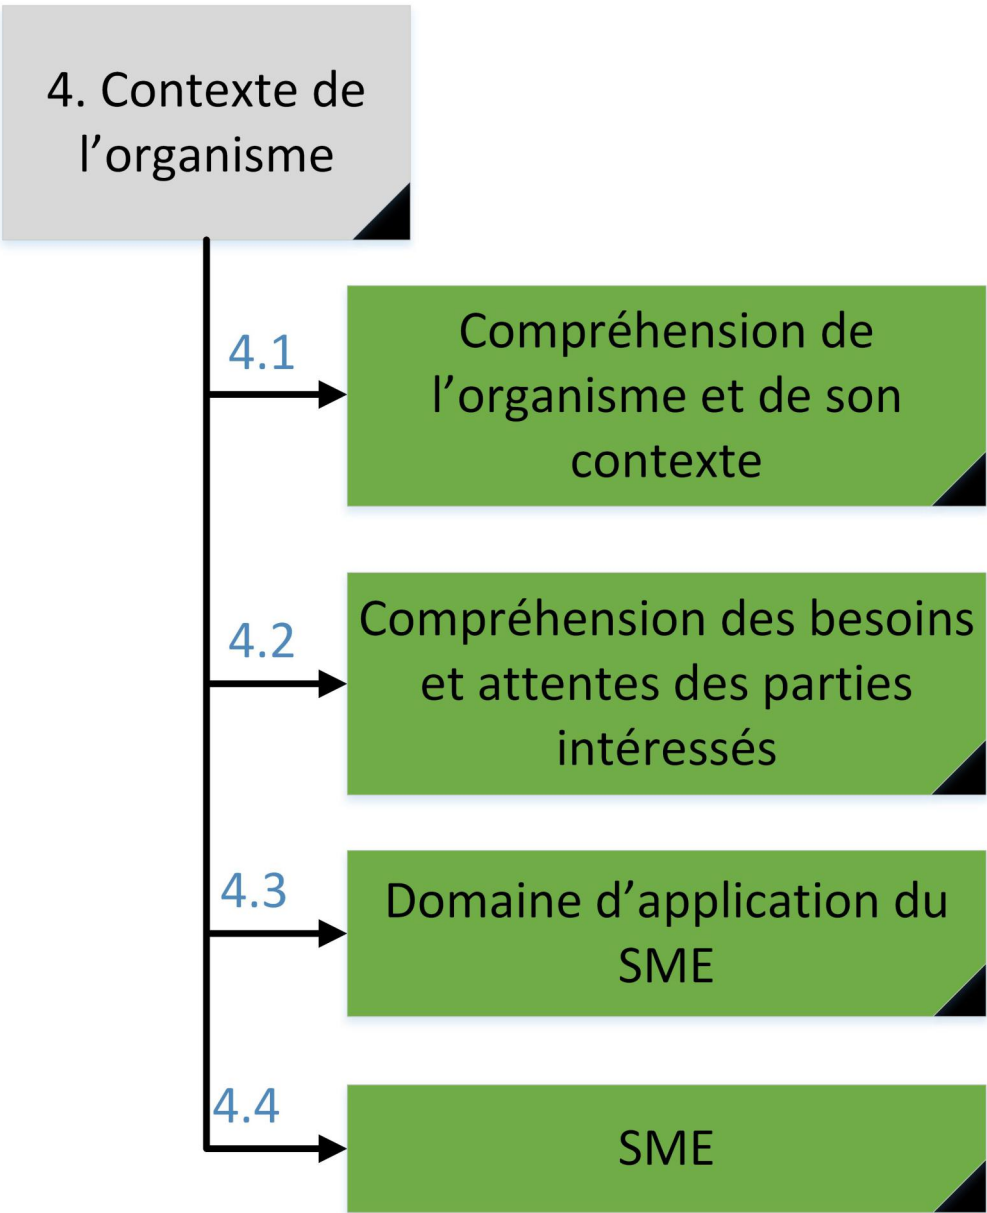 4. Contexte de
l’organisme
4.1
Compréhension de
l’organisme et de son
contexte
4.2
Compréhension des besoins
et attentes des parties
intéressés
4.3
Domaine d’application du
SME
4.4
SME